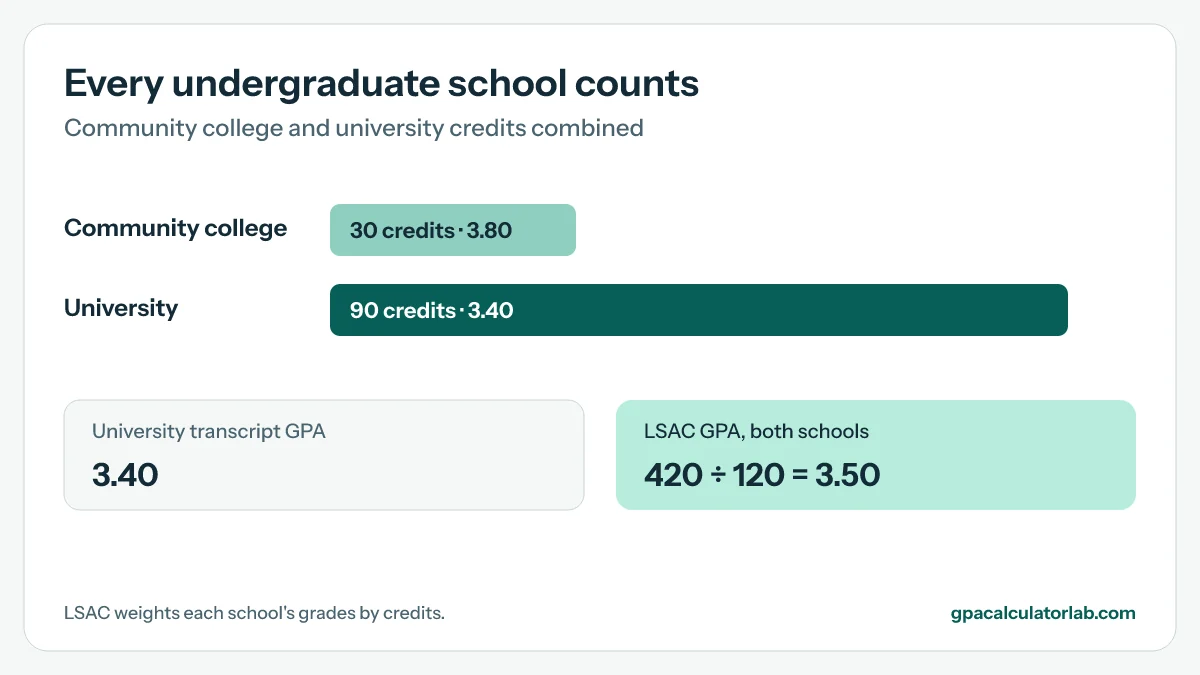 Every undergraduate school counts
Community college and university credits combined
Community college
30 credits · 3.80
University
90 credits · 3.40
University transcript GPA
3.40
LSAC GPA, both schools
420 ÷ 120 = 3.50
LSAC weights each school's grades by credits.
gpacalculatorlab.com